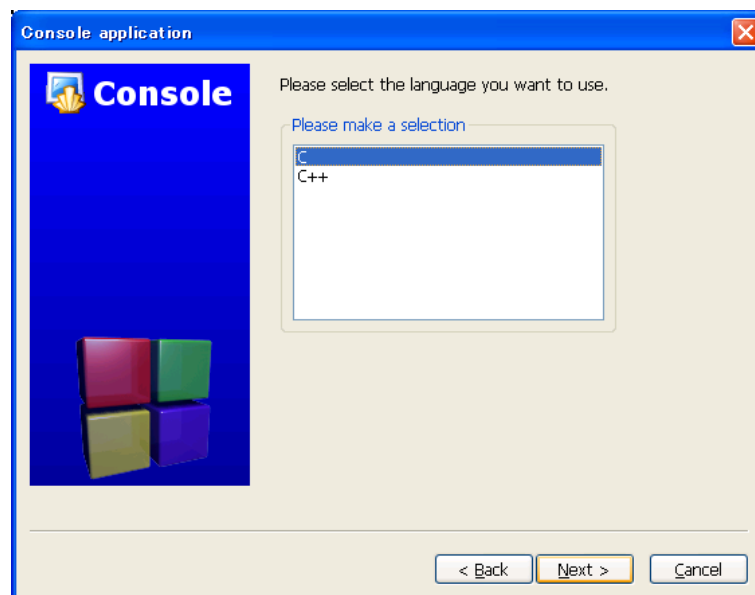 Console application
Console
Please select the language you want to use.
Please make a selection
C
C++
< Back
Next >
Cancel